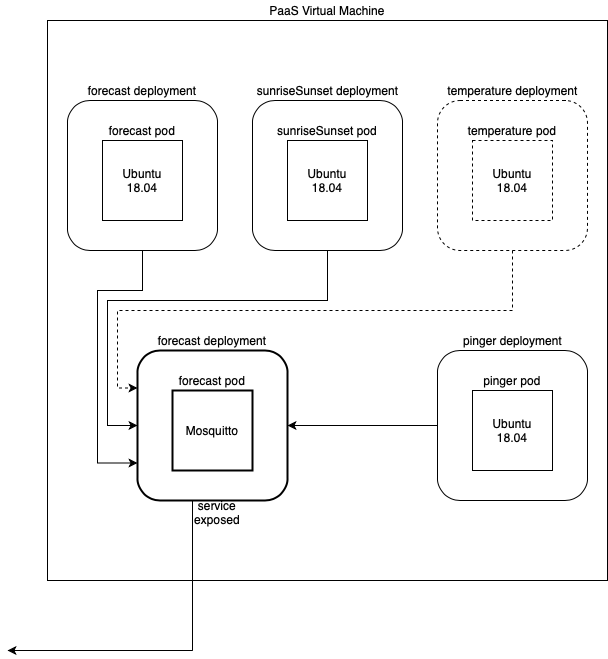 PaaS Virtual Machine
forecast deployment
sunriseSunset deployment
temperature deployment
forecast pod
sunriseSunset pod
temperature pod
Ubuntu
18.04
Ubuntu
18.04
Ubuntu
18.04
forecast deployment
pinger deployment
forecast pod
pinger pod
Mosquitto
Ubuntu
18.04
service
exposed